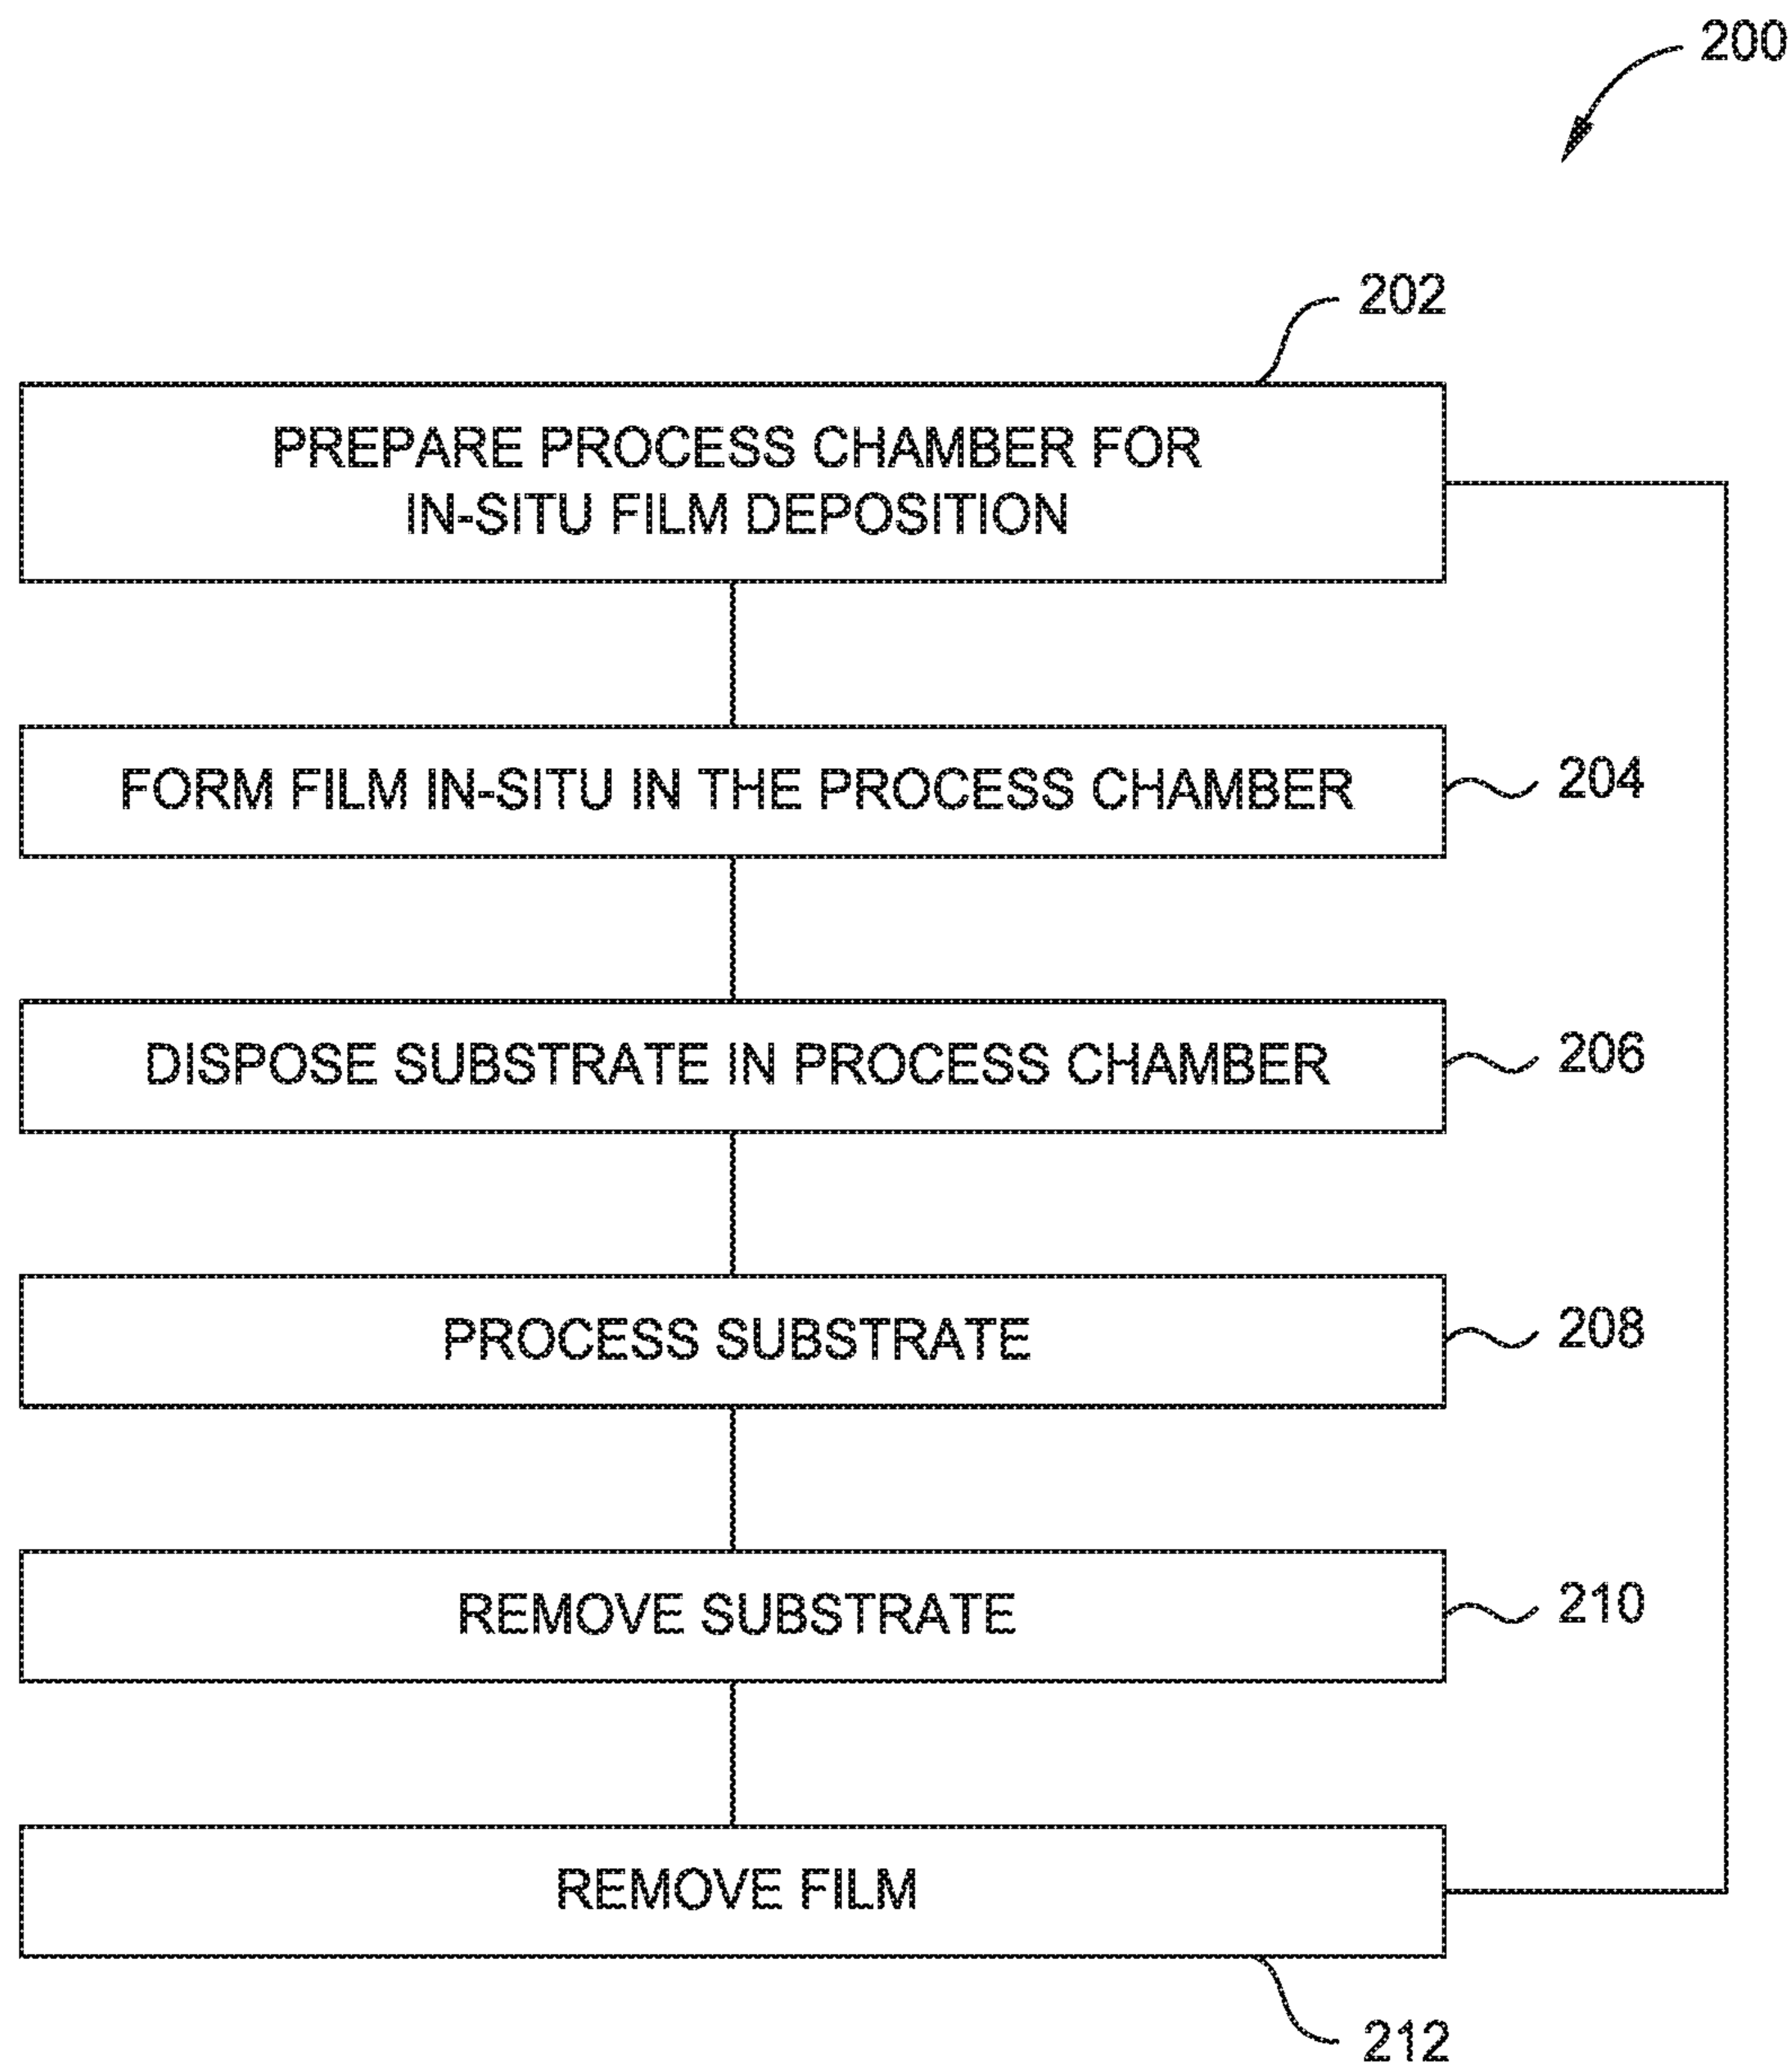 200
202
PREPARE PROCESS CHAMBER FOR
IN-SITU FILM DEPOSITION
FORM FILM IN-SITU IN THE PROCESS CHAMBER
204
DISPOSE SUBSTRATE IN PROCESS CHAMBER
206
PROCESS SUBSTRATE
208
REMOVE SUBSTRATE
210
REMOVE FILM
212